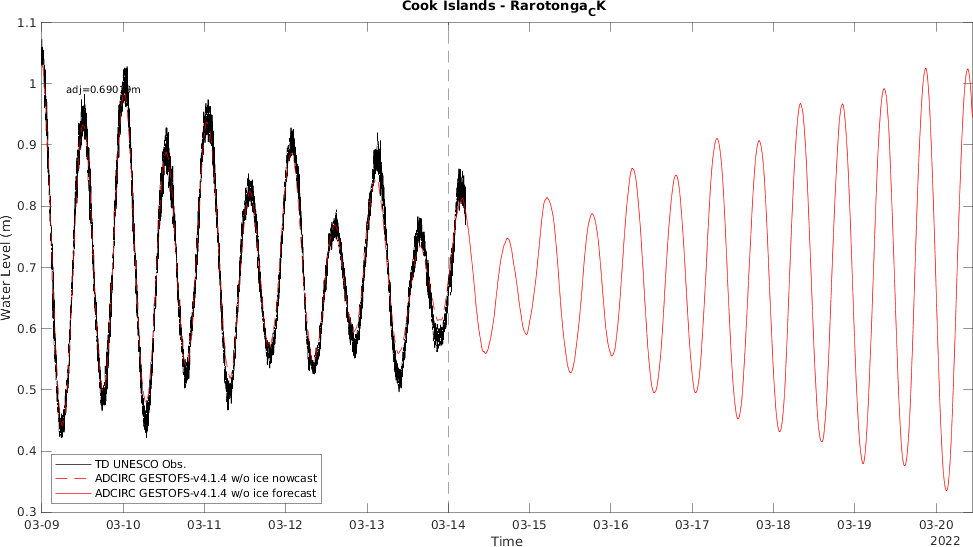 Cook Islands - Rarotonga_CK
1.1
1
0.9
0.8
0.7
0.6
0.5
0.4
0.3
Water Level (m)
adj=0.69079m
TD UNESCO Obs.
ADCIRC GESTOFS-v4.1.4 w/o ice nowcast
ADCIRC GESTOFS-v4.1.4 w/o ice forecast
03-09 03-10 03-11 03-12 03-13 03-14 03-15 03-16 03-17 03-18 03-19 03-20
Time
2022